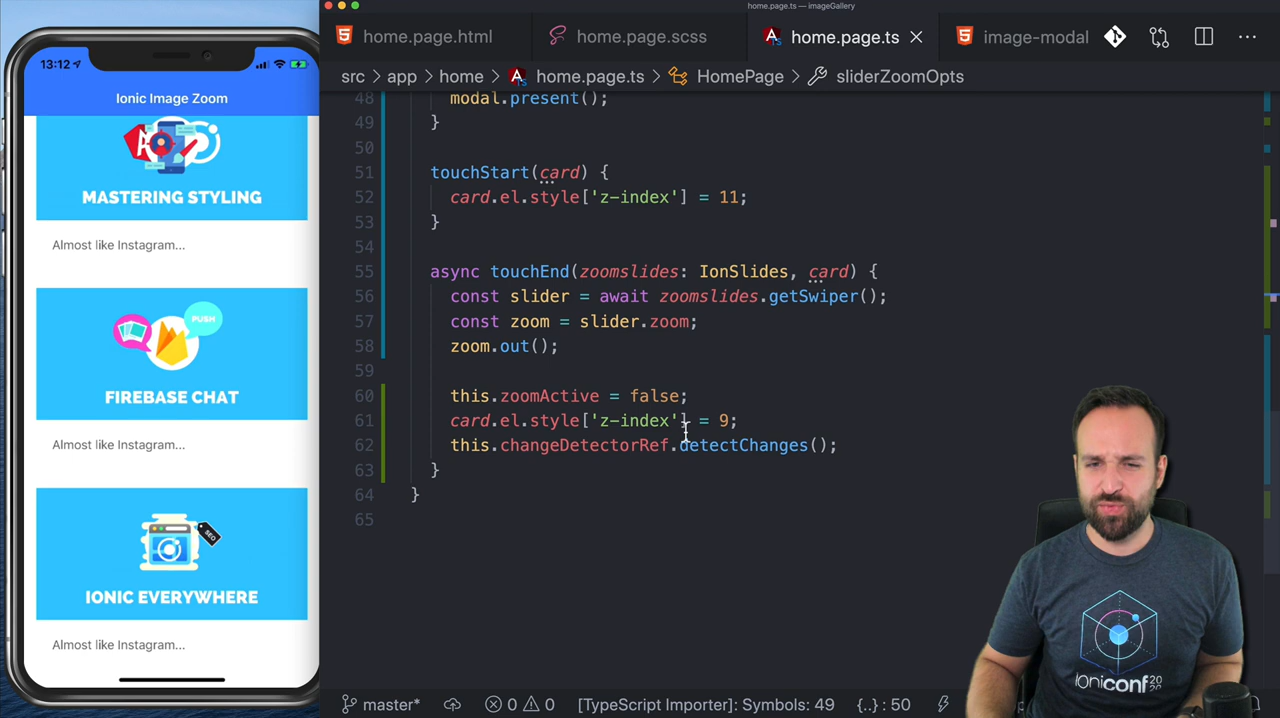 home.page.ts — imageGallery
home.page.html
home.page.scss
home.page.ts
image-modal
src > app > home > home.page.ts > HomePage > sliderZoomOpts
13:12
Ionic Image Zoom
MASTERING STYLING
Almost like Instagram...
PUSH
FIREBASE CHAT
Almost like Instagram...
SEO
IONIC EVERYWHERE
Almost like Instagram...
48 modal.present();
49 }
50
51 touchStart(card) {
52 card.el.style['z-index'] = 11;
53 }
54
55 async touchEnd(zoomslides: IonSlides, card) {
56 const slider = await zoomslides.getSwiper();
57 const zoom = slider.zoom;
58 zoom.out();
59
60 this.zoomActive = false;
61 card.el.style['z-index'] = 9;
62 this.changeDetectorRef.detectChanges();
63 }
64 }
65
ioniconf 2020
master* 0 0 [TypeScript Importer]: Symbols: 49 {..} : 50